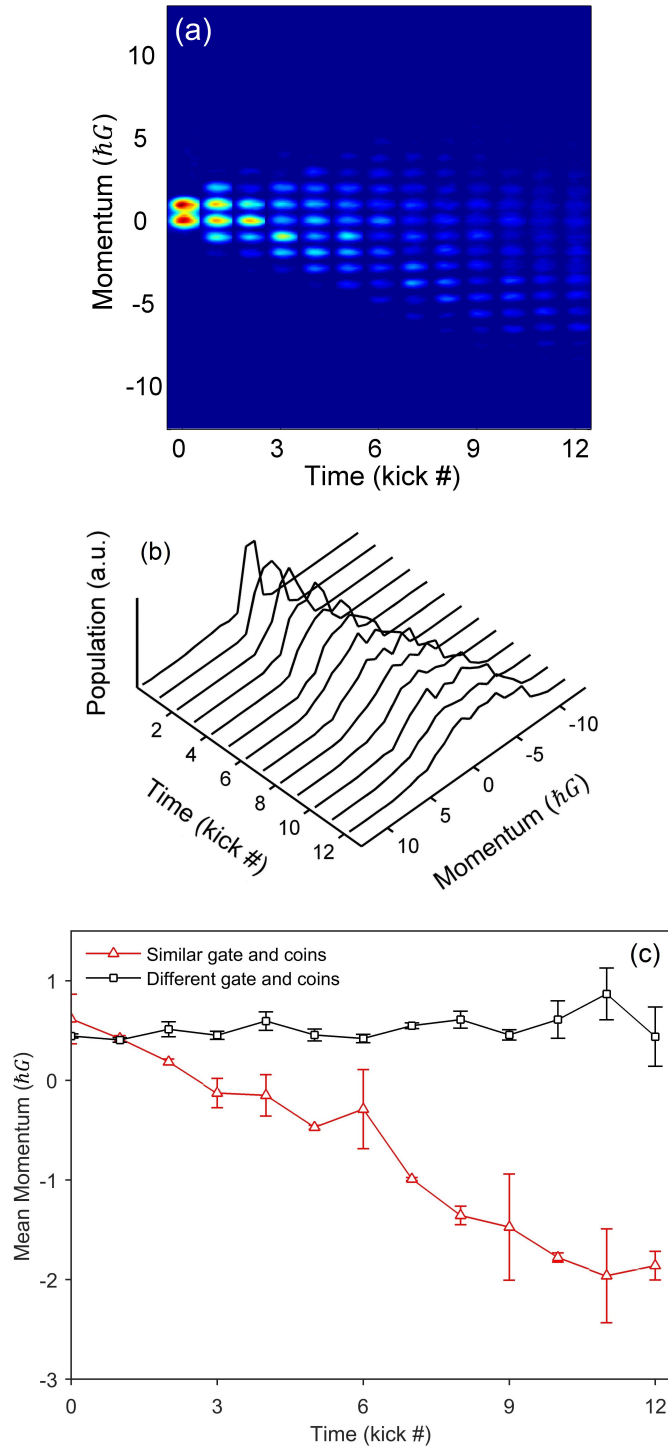 (a)
10
5
0
-5
-10
Momentum (ℏG)
0 3 6 9 12
Time (kick #)
(b)
Population (a.u.)
2
4
6
8
10
12
Time (kick #)
-10
-5
0
5
10
Momentum (ℏG)
(c)
Similar gate and coins
Different gate and coins
1
0
-1
-2
-3
Mean Momentum (ℏG)
0 3 6 9 12
Time (kick #)